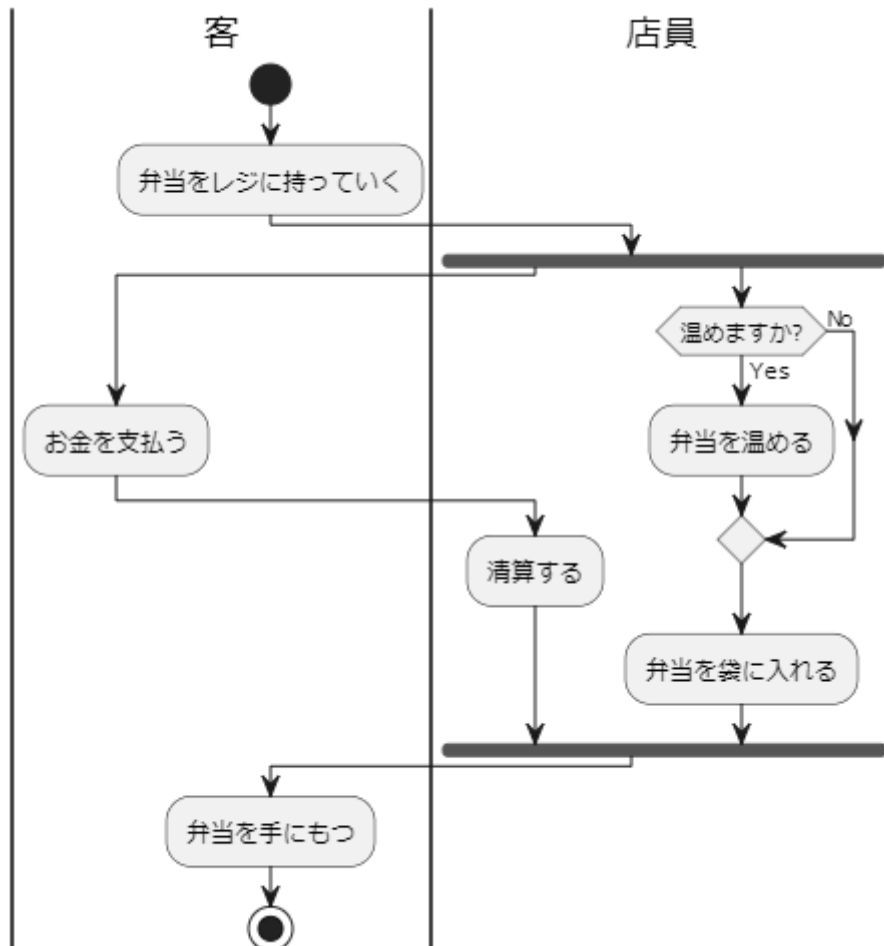 客
店員
弁当をレジに持っていく
温めますか?
No
Yes
お金を支払う
弁当を温める
清算する
弁当を袋に入れる
弁当を手にもつ